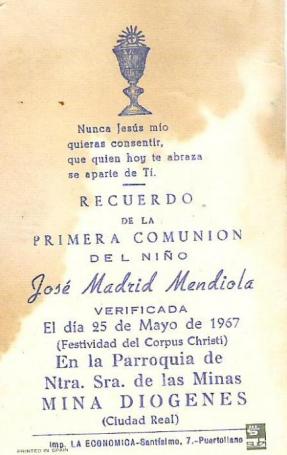 Nunca Jesús mío
quieras consentir,
que quien hoy te abraza
se aparte de Tí.
RECUERDO
DE LA
PRIMERA COMUNION
DEL NIÑO
José Madrid Mendiola
VERIFICADA
El día 25 de Mayo de 1967
(Festividad del Corpus Christi)
En la Parroquia de
Ntra. Sra. de las Minas
MINA DIOGENES
(Ciudad Real)
Imp. LA ECONOMICA-Santísimo, 7.-Puertollano
PRINTED IN SPAIN